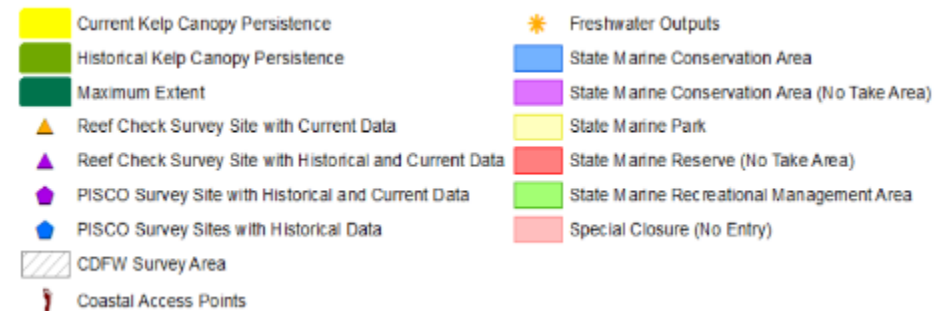 Current Kelp Canopy Persistence
Historical Kelp Canopy Persistence
Maximum Extent
Reef Check Survey Site with Current Data
Reef Check Survey Site with Historical and Current Data
PISCO Survey Site with Historical and Current Data
PISCO Survey Sites with Historical Data
CDFW Survey Area
Coastal Access Points
Freshwater Outputs
State Marine Conservation Area
State Marine Conservation Area (No Take Area)
State Marine Park
State Marine Reserve (No Take Area)
State Marine Recreational Management Area
Special Closure (No Entry)